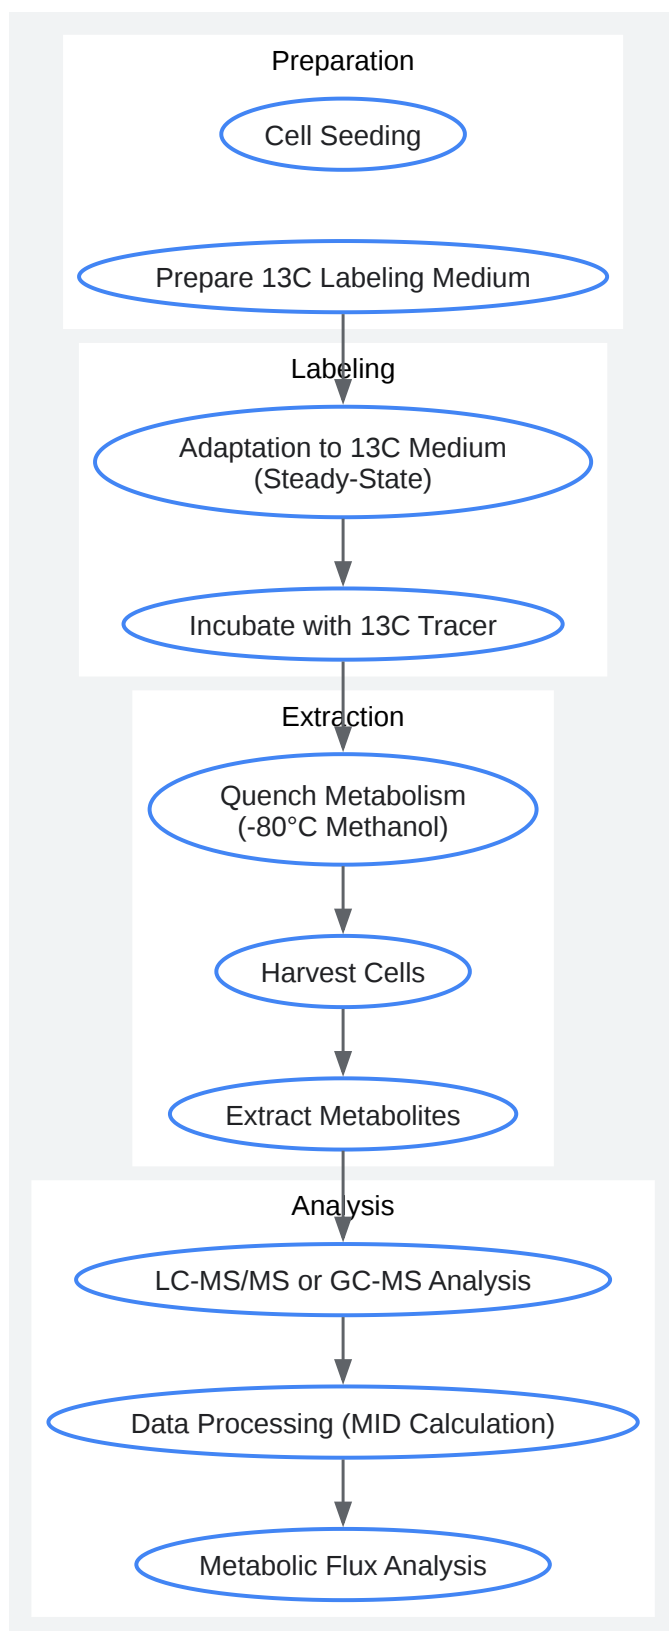 Preparation
Cell Seeding
Prepare 13C Labeling Medium
Labeling
Adaptation to 13C Medium
(Steady-State)
Incubate with 13C Tracer
Extraction
Quench Metabolism
(-80°C Methanol)
Harvest Cells
Extract Metabolites
Analysis
LC-MS/MS or GC-MS Analysis
Data Processing (MID Calculation)
Metabolic Flux Analysis